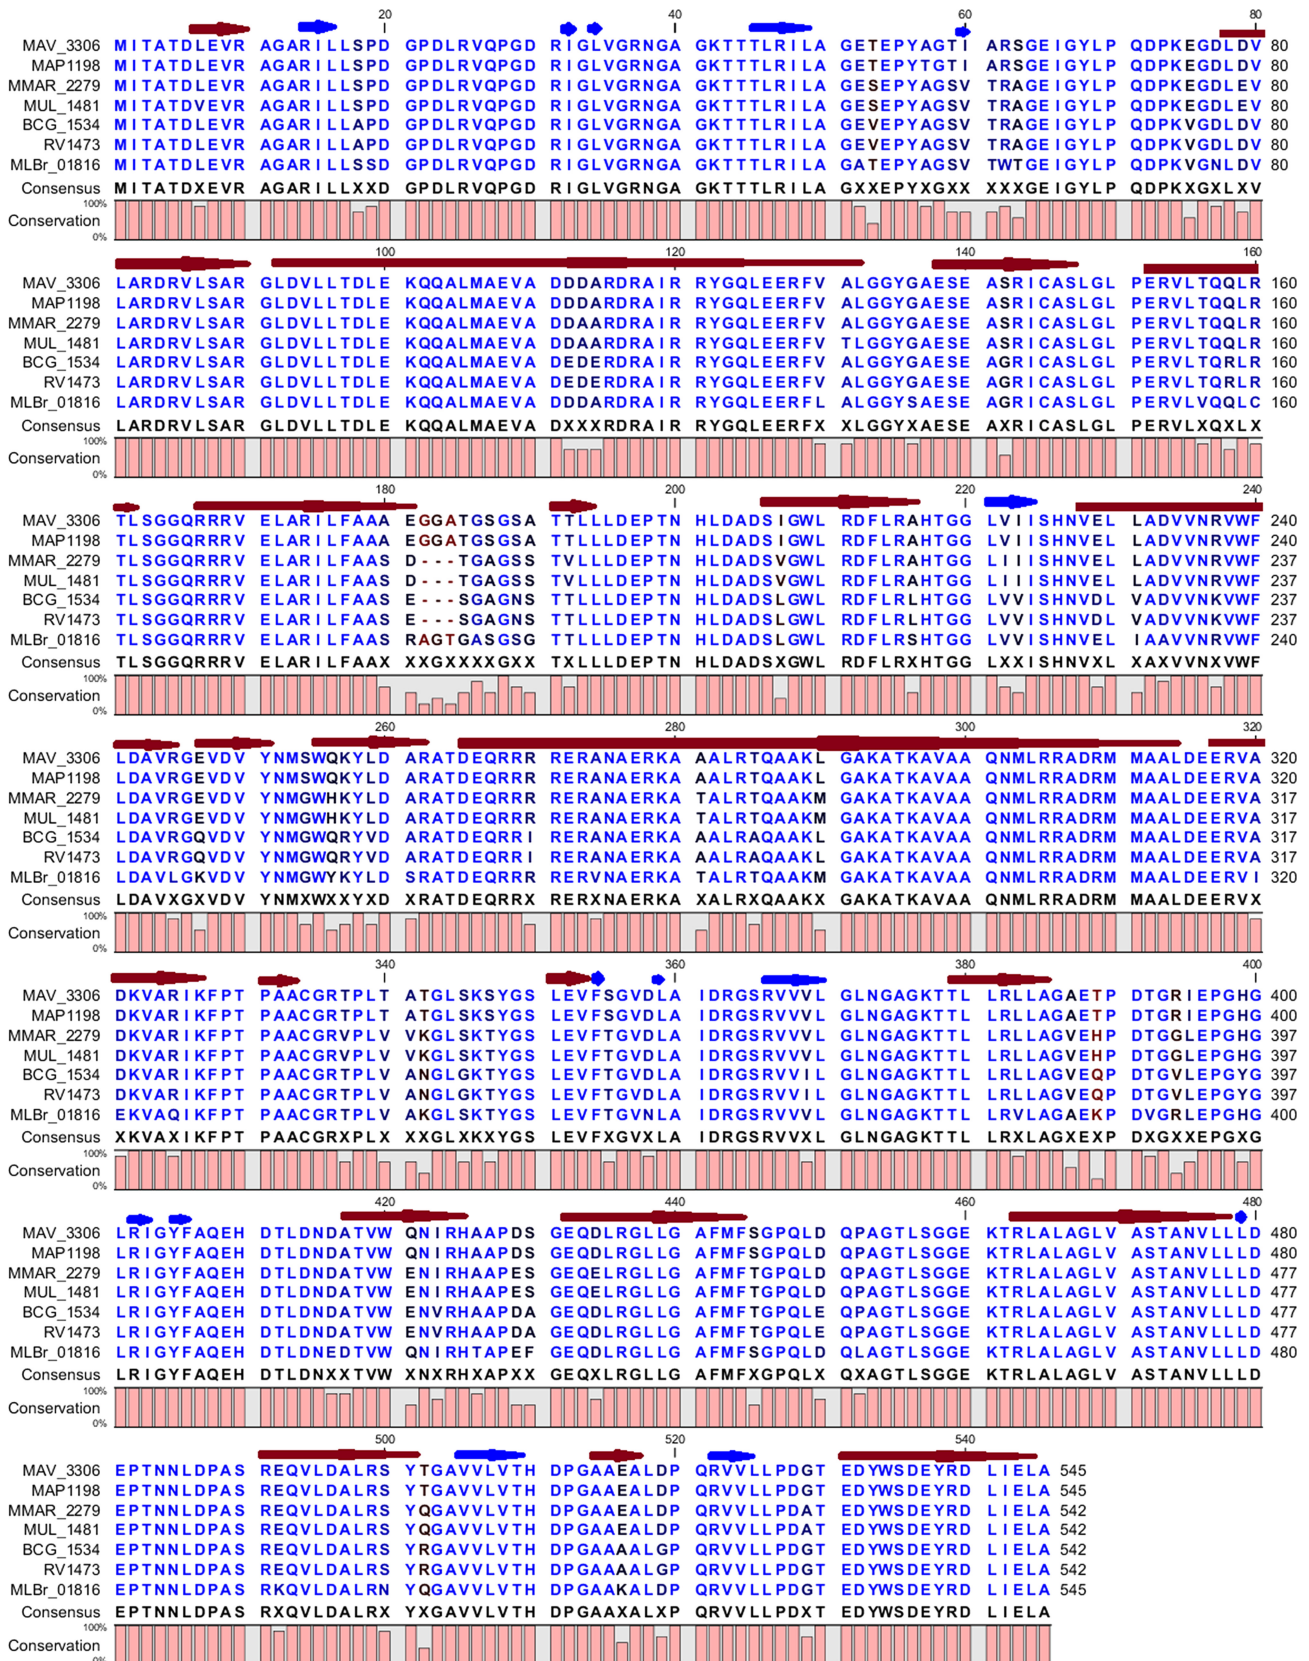 20 40 60 80
MAV_3306 MITATDLEVR AGARILLSPD GPDLRVQPGD RIGLVGRNGA GKTTTLRILA GETEPYAGTI ARSGEIGYLP QDPKEGDLDV 80
MAP1198 MITATDLEVR AGARILLSPD GPDLRVQPGD RIGLVGRNGA GKTTTLRILA GETEPYTGTI ARSGEIGYLP QDPKEGDLDV 80
MMAR_2279 MITATDLEVR AGARILLSPD GPDLRVQPGD RIGLVGRNGA GKTTTLRILA GESEPYAGSV TRAGEIGYLP QDPKEGDLDV 80
MUL_1481 MITATDVEVR AGARILLSPD GPDLRVQPGD RIGLVGRNGA GKTTTLRILA GESEPYAGSV TRAGEIGYLP QDPKEGDLEV 80
BCG_1534 MITATDLEVR AGARILLAPD GPDLRVQPGD RIGLVGRNGA GKTTTLRILA GEVEPYAGSV TRAGEIGYLP QDPKVGDLDV 80
RV1473 MITATDLEVR AGARILLAPD GPDLRVQPGD RIGLVGRNGA GKTTTLRILA GEVEPYAGSV TRAGEIGYLP QDPKVGDLDV 80
MLBr_01816 MITATDLEVR AGARILLSSD GPDLRVQPGD RIGLVGRNGA GKTTTLRILA GATEPYAGSV TWTGEIGYLP QDPKVGNLDV 80
Consensus MITATDXEVR AGARILLXXD GPDLRVQPGD RIGLVGRNGA GKTTTLRILA GXXEPYXGXX XXXGEIGYLP QDPKXGXLXV
100%
Conservation
0%
100 120 140 160
MAV_3306 LARDRVLSAR GLDVLLTDLE KQQALMAEVA DDDARDRAIR RYGQLEERFV ALGGYGAESE ASRICASLGL PERVLTQQLR 160
MAP1198 LARDRVLSAR GLDVLLTDLE KQQALMAEVA DDDARDRAIR RYGQLEERFV ALGGYGAESE ASRICASLGL PERVLTQQLR 160
MMAR_2279 LARDRVLSAR GLDVLLTDLE KQQALMAEVA DDAARDRAIR RYGQLEERFV ALGGYGAESE ASRICASLGL PERVLTQQLR 160
MUL_1481 LARDRVLSAR GLDVLLTDLE KQQALMAEVA DDAARDRAIR RYGQLEERFV TLGGYGAESE ASRICASLGL PERVLTQQLR 160
BCG_1534 LARDRVLSAR GLDVLLTDLE KQQALMAEVA DEDERDRAIR RYGQLEERFV ALGGYGAESE AGRICASLGL PERVLTQRLR 160
RV1473 LARDRVLSAR GLDVLLTDLE KQQALMAEVA DEDERDRAIR RYGQLEERFV ALGGYGAESE AGRICASLGL PERVLTQRLR 160
MLBr_01816 LARDRVLSAR GLDVLLTDLE KQQALMAEVA DDDARDRAIR RYGQLEERFL ALGGYSAESE AGRICASLGL PERVLVQQLC 160
Consensus LARDRVLSAR GLDVLLTDLE KQQALMAEVA DXXXRDRAIR RYGQLEERFX XLGGYXAESE AXRICASLGL PERVLXQXLX
100%
Conservation
0%
180 200 220 240
MAV_3306 TLSGGQRRRV ELARILFAAA EGGATGSGSA TTLLLDEPTN HLDADSIGWL RDFLRAHTGG LVIISHNVEL LADVVNRVWF 240
MAP1198 TLSGGQRRRV ELARILFAAA EGGATGSGSA TTLLLDEPTN HLDADSIGWL RDFLRAHTGG LVIISHNVEL LADVVNRVWF 240
MMAR_2279 TLSGGQRRRV ELARILFAAS D---TGAGSS TVLLLDEPTN HLDADSVGWL RDFLRAHTGG LIIISHNVEL LADVVNRVWF 237
MUL_1481 TLSGGQRRRV ELARILFAAS D---TGAGSS TVLLLDEPTN HLDADSVGWL RDFLRAHTGG LIIISHNVEL LADVVNRVWF 237
BCG_1534 TLSGGQRRRV ELARILFAAS E---SGAGNS TTLLLDEPTN HLDADSLGWL RDFLRLHTGG LVVISHNVDL VADVVNKVWF 237
RV1473 TLSGGQRRRV ELARILFAAS E---SGAGNS TTLLLDEPTN HLDADSLGWL RDFLRLHTGG LVVISHNVDL VADVVNKVWF 237
MLBr_01816 TLSGGQRRRV ELARILFAAS RAGTGASGSG TTLLLDEPTN HLDADSLGWL RDFLRSHTGG LVVISHNVEL IAAVVNRVWF 240
Consensus TLSGGQRRRV ELARILFAAX XXGXXXXGXX TXLLLDEPTN HLDADSXGWL RDFLRXHTGG LXXISHNVXL XAXVVNXVWF
100%
Conservation
0%
260 280 300 320
MAV_3306 LDAVRGEVDV YNMSWQKYLD ARATDEQRRR RERANAERKA AALRTQAAKL GAKATKAVAA QNMLRRADRM MAALDEERVA 320
MAP1198 LDAVRGEVDV YNMSWQKYLD ARATDEQRRR RERANAERKA AALRTQAAKL GAKATKAVAA QNMLRRADRM MAALDEERVA 320
MMAR_2279 LDAVRGEVDV YNMGWHKYLD ARATDEQRRR RERANAERKA TALRTQAAKM GAKATKAVAA QNMLRRADRM MAALDEERVA 317
MUL_1481 LDAVRGEVDV YNMGWHKYLD ARATDEQRRR RERANAERKA TALRTQAAKM GAKATKAVAA QNMLRRADRM MAALDEERVA 317
BCG_1534 LDAVRGQVDV YNMGWQRYVD ARATDEQRRI RERANAERKA AALRAQAAKL GAKATKAVAA QNMLRRADRM MAALDEERVA 317
RV1473 LDAVRGQVDV YNMGWQRYVD ARATDEQRRI RERANAERKA AALRAQAAKL GAKATKAVAA QNMLRRADRM MAALDEERVA 317
MLBr_01816 LDAVLGKVDV YNMGWYKYLD SRATDEQRRR RERVNAERKA TALRTQAAKM GAKATKAVAA QNMLRRADRM MAALDEERVI 320
Consensus LDAVXGXVDV YNMXWXXYXD XRATDEQRRX RERXNAERKA XALRXQAAKX GAKATKAVAA QNMLRRADRM MAALDEERVX
100%
Conservation
0%
340 360 380 400
MAV_3306 DKVARIKFPT PAACGRTPLT ATGLSKSYGS LEVFSGVDLA IDRGSRVVVL GLNGAGKTTL LRLLAGAETP DTGRIEPGHG 400
MAP1198 DKVARIKFPT PAACGRTPLT ATGLSKSYGS LEVFSGVDLA IDRGSRVVVL GLNGAGKTTL LRLLAGAETP DTGRIEPGHG 400
MMAR_2279 DKVARIKFPT PAACGRVPLV VKGLSKTYGS LEVFTGVDLA IDRGSRVVVL GLNGAGKTTL LRLLAGVEHP DTGGLEPGHG 397
MUL_1481 DKVARIKFPT PAACGRVPLV VKGLSKTYGS LEVFTGVDLA IDRGSRVVVL GLNGAGKTTL LRLLAGVEHP DTGGLEPGHG 397
BCG_1534 DKVARIKFPT PAACGRTPLV ANGLGKTYGS LEVFTGVDLA IDRGSRVVIL GLNGAGKTTL LRLLAGVEQP DTGVLEPGYG 397
RV1473 DKVARIKFPT PAACGRTPLV ANGLGKTYGS LEVFTGVDLA IDRGSRVVIL GLNGAGKTTL LRLLAGVEQP DTGVLEPGYG 397
MLBr_01816 EKVAQIKFPT PAACGRTPLV AKGLSKTYGS LEVFTGVNLA IDRGSRVVVL GLNGAGKTTL LRVLAGAEKP DVGRLEPGHG 400
Consensus XKVAXIKFPT PAACGRXPLX XXGLXKXYGS LEVFXGVXLA IDRGSRVVXL GLNGAGKTTL LRXLAGXEXP DXGXXEPGXG
100%
Conservation
0%
420 440 460 480
MAV_3306 LRIGYFAQEH DTLDNDATVW QNIRHAAPDS GEQDLRGLLG AFMFSGPQLD QPAGTLSGGE KTRLALAGLV ASTANVLLLD 480
MAP1198 LRIGYFAQEH DTLDNDATVW QNIRHAAPDS GEQDLRGLLG AFMFSGPQLD QPAGTLSGGE KTRLALAGLV ASTANVLLLD 480
MMAR_2279 LRIGYFAQEH DTLDNDATVW ENIRHAAPES GEQELRGLLG AFMFTGPQLD QPAGTLSGGE KTRLALAGLV ASTANVLLLD 477
MUL_1481 LRIGYFAQEH DTLDNDATVW ENIRHAAPES GEQELRGLLG AFMFTGPQLD QPAGTLSGGE KTRLALAGLV ASTANVLLLD 477
BCG_1534 LRIGYFAQEH DTLDNDATVW ENVRHAAPDA GEQDLRGLLG AFMFTGPQLE QPAGTLSGGE KTRLALAGLV ASTANVLLLD 477
RV1473 LRIGYFAQEH DTLDNDATVW ENVRHAAPDA GEQDLRGLLG AFMFTGPQLE QPAGTLSGGE KTRLALAGLV ASTANVLLLD 477
MLBr_01816 LRIGYFAQEH DTLDNEDTVW QNIRHTAPEF GEQDLRGLLG AFMFSGPQLD QLAGTLSGGE KTRLALAGLV ASTANVLLLD 480
Consensus LRIGYFAQEH DTLDNXXTVW XNXRHXAPXX GEQXLRGLLG AFMFXGPQLX QXAGTLSGGE KTRLALAGLV ASTANVLLLD
100%
Conservation
0%
500 520 540
MAV_3306 EPTNNLDPAS REQVLDALRS YTGAVVLVTH DPGAAEALDP QRVVLLPDGT EDYWSDEYRD LIELA 545
MAP1198 EPTNNLDPAS REQVLDALRS YTGAVVLVTH DPGAAEALDP QRVVLLPDGT EDYWSDEYRD LIELA 545
MMAR_2279 EPTNNLDPAS REQVLDALRS YQGAVVLVTH DPGAAEALDP QRVVLLPDAT EDYWSDEYRD LIELA 542
MUL_1481 EPTNNLDPAS REQVLDALRS YQGAVVLVTH DPGAAEALDP QRVVLLPDAT EDYWSDEYRD LIELA 542
BCG_1534 EPTNNLDPAS REQVLDALRS YRGAVVLVTH DPGAAAALGP QRVVLLPDGT EDYWSDEYRD LIELA 542
RV1473 EPTNNLDPAS REQVLDALRS YRGAVVLVTH DPGAAAALGP QRVVLLPDGT EDYWSDEYRD LIELA 542
MLBr_01816 EPTNNLDPAS RKQVLDALRN YQGAVVLVTH DPGAAKALDP QRVVLLPDGT EDYWSDEYRD LIELA 545
Consensus EPTNNLDPAS RXQVLDALRX YXGAVVLVTH DPGAAXALXP QRVVLLPDXT EDYWSDEYRD LIELA
100%
Conservation
0%